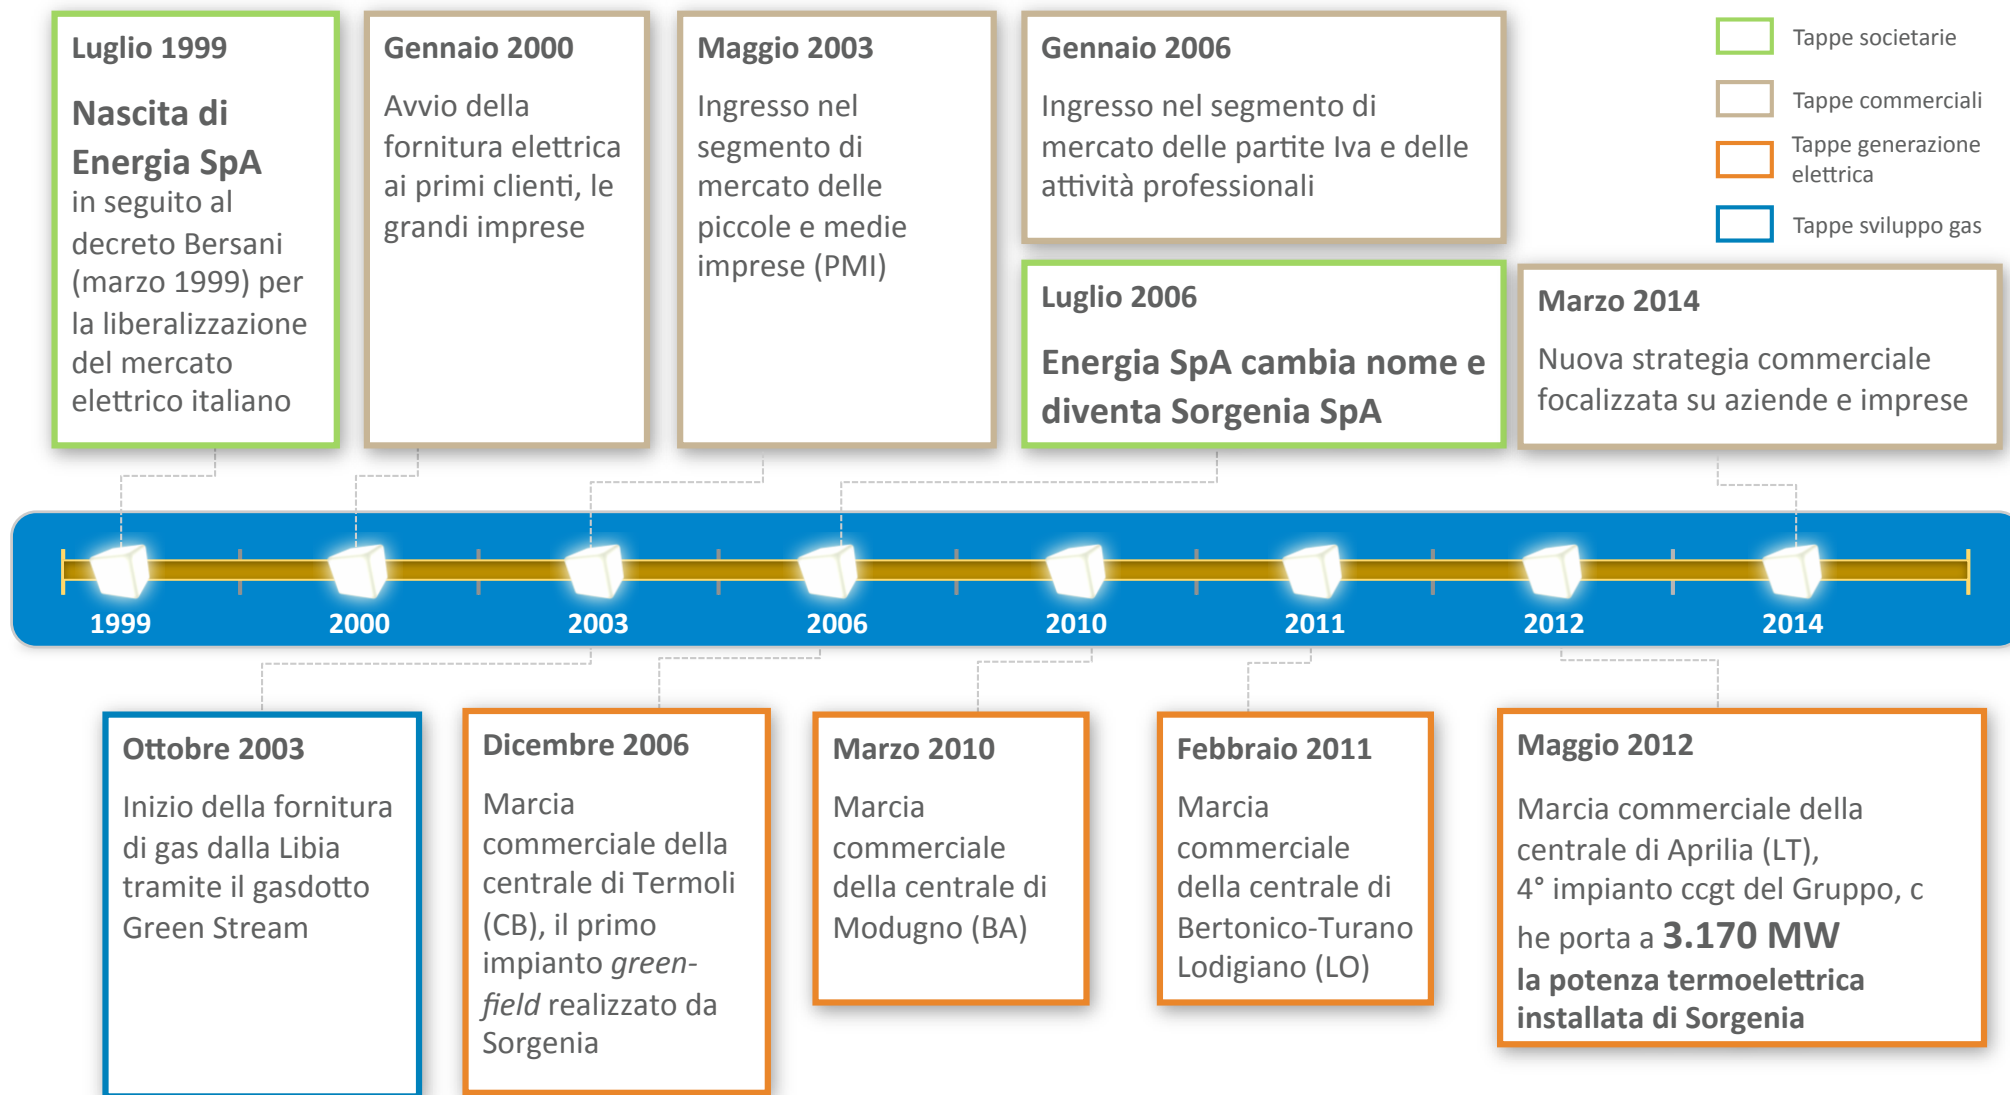 Luglio 1999
Nascita di
Energia SpA
in seguito al
decreto Bersani
(marzo 1999) per
la liberalizzazione
del mercato
elettrico italiano
Gennaio 2000
Avvio della
fornitura elettrica
ai primi clienti, le
grandi imprese
Maggio 2003
Ingresso nel
segmento di
mercato delle
piccole e medie
imprese (PMI)
Gennaio 2006
Ingresso nel segmento di
mercato delle partite Iva e delle
attività professionali
Luglio 2006
Energia SpA cambia nome e
diventa Sorgenia SpA
Tappe societarie
Tappe commerciali
Tappe generazione
elettrica
Tappe sviluppo gas
Marzo 2014
Nuova strategia commerciale
focalizzata su aziende e imprese
1999
2000
2003
2006
2010
2011
2012
2014
Ottobre 2003
Inizio della fornitura
di gas dalla Libia
tramite il gasdotto
Green Stream
Dicembre 2006
Marcia
commerciale della
centrale di Termoli
(CB), il primo
impianto green-
field realizzato da
Sorgenia
Marzo 2010
Marcia
commerciale
della centrale di
Modugno (BA)
Febbraio 2011
Marcia
commerciale
della centrale di
Bertonico-Turano
Lodigiano (LO)
Maggio 2012
Marcia commerciale della
centrale di Aprilia (LT),
4° impianto ccgt del Gruppo, c
he porta a 3.170 MW
la potenza termoelettrica
installata di Sorgenia